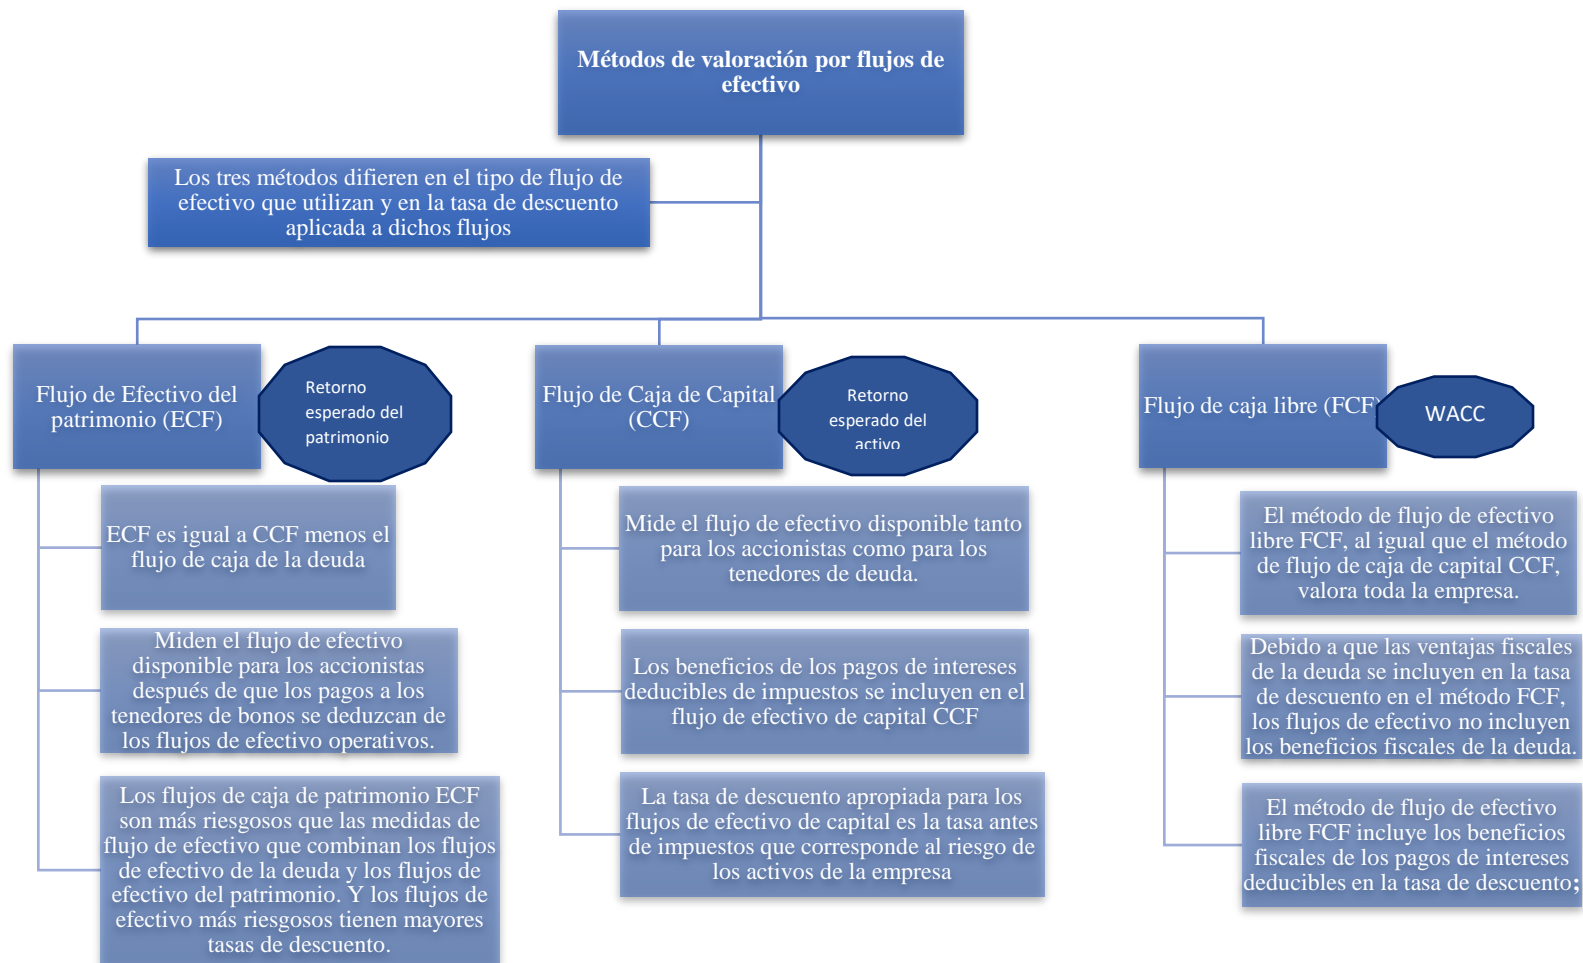 Métodos de valoración por flujos de
efectivo
Los tres métodos difieren en el tipo de flujo de
efectivo que utilizan y en la tasa de descuento
aplicada a dichos flujos
Flujo de Efectivo del
patrimonio (ECF)
Retorno
esperado del
patrimonio
ECF es igual a CCF menos el
flujo de caja de la deuda
Miden el flujo de efectivo
disponible para los accionistas
después de que los pagos a los
tenedores de bonos se deduzcan de
los flujos de efectivo operativos.
Los flujos de caja de patrimonio ECF
son más riesgosos que las medidas de
flujo de efectivo que combinan los flujos
de efectivo de la deuda y los flujos de
efectivo del patrimonio. Y los flujos de
efectivo más riesgosos tienen mayores
tasas de descuento.
Flujo de Caja de Capital
(CCF)
Retorno
esperado del
activo
Mide el flujo de efectivo disponible tanto
para los accionistas como para los
tenedores de deuda.
Los beneficios de los pagos de intereses
deducibles de impuestos se incluyen en el
flujo de efectivo de capital CCF
La tasa de descuento apropiada para los
flujos de efectivo de capital es la tasa antes
de impuestos que corresponde al riesgo de
los activos de la empresa
Flujo de caja libre (FCF)
WACC
El método de flujo de efectivo
libre FCF, al igual que el método
de flujo de caja de capital CCF,
valora toda la empresa.
Debido a que las ventajas fiscales
de la deuda se incluyen en la tasa
de descuento en el método FCF,
los flujos de efectivo no incluyen
los beneficios fiscales de la deuda.
El método de flujo de efectivo
libre FCF incluye los beneficios
fiscales de los pagos de intereses
deducibles en la tasa de descuento;